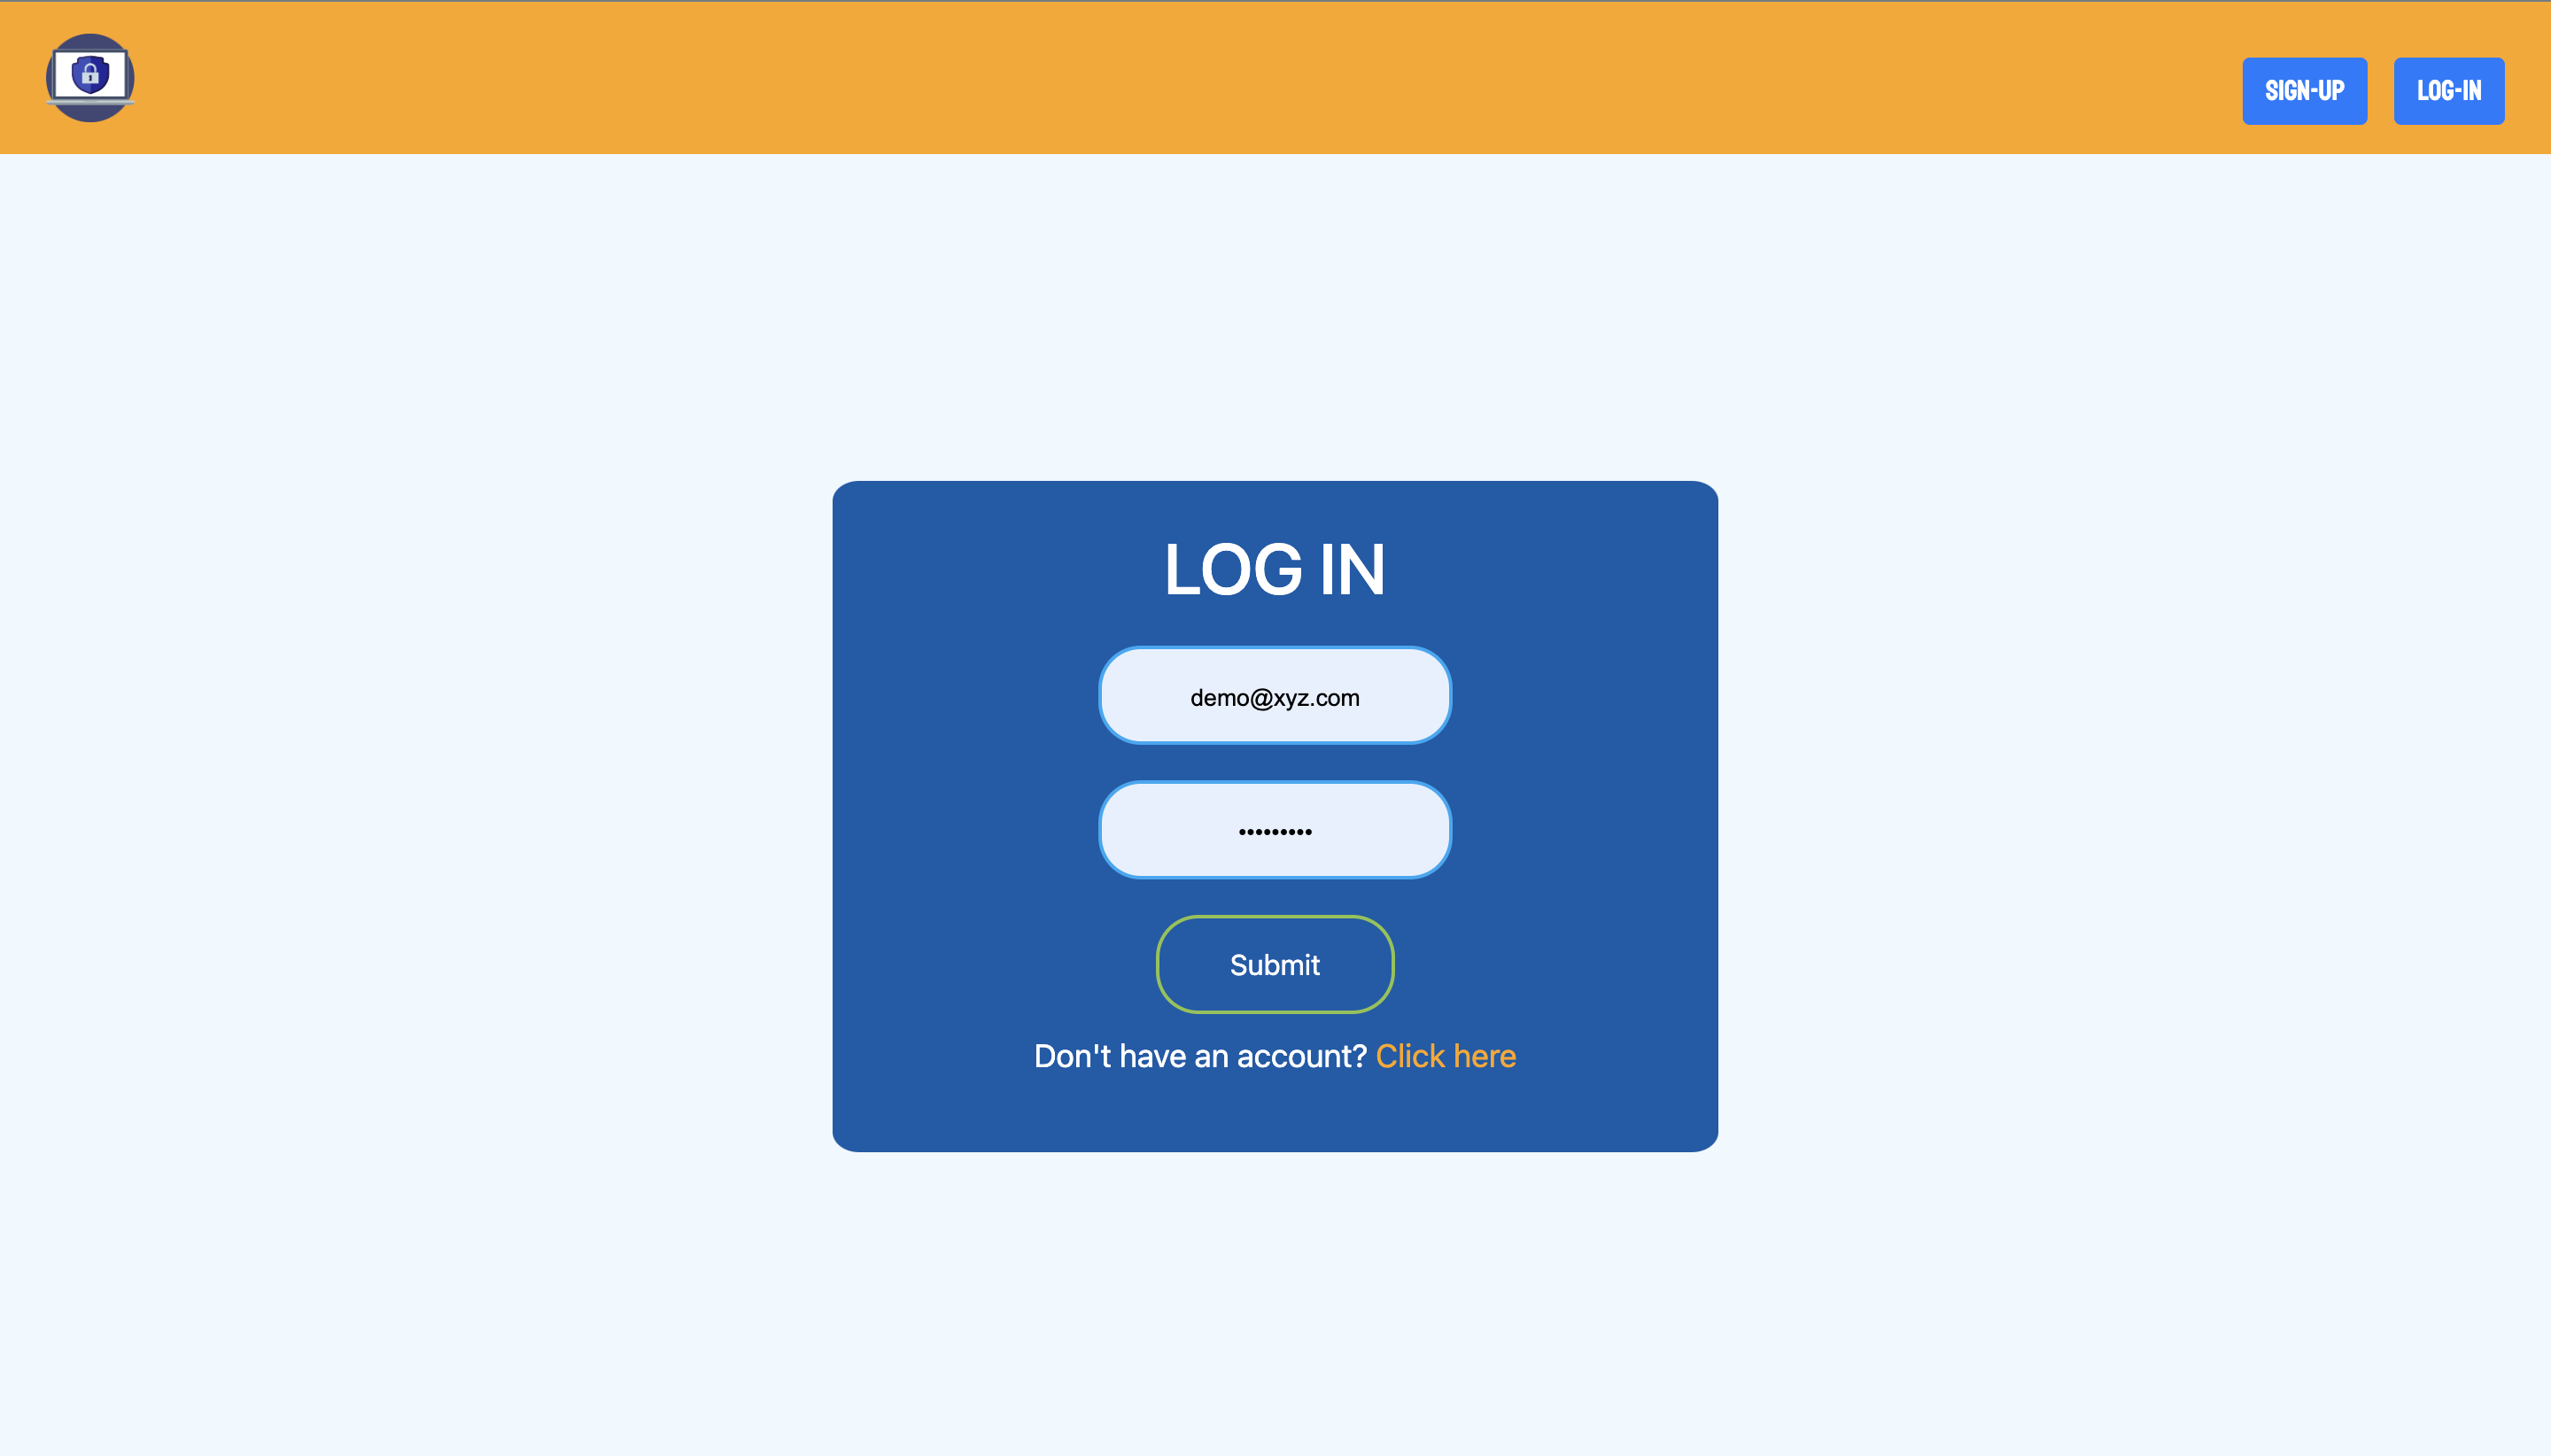 SIGN-UP LOG-IN
LOG IN
demo@xyz.com
•••••••••
Submit
Don't have an account? Click here